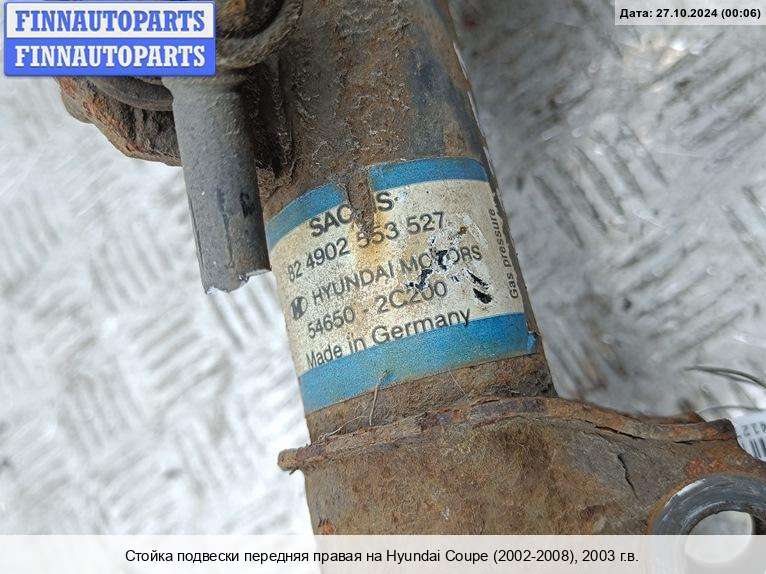 FINNAUTOPARTS
FINNAUTOPARTS
Дата: 27.10.2024 (00:06)
SACHS
82 4902 553 527
HYUNDAI MOTORS
54650 - 2C200
Made in Germany
Gas pressure
Стойка подвески передняя правая на Hyundai Coupe (2002-2008), 2003 г.в.